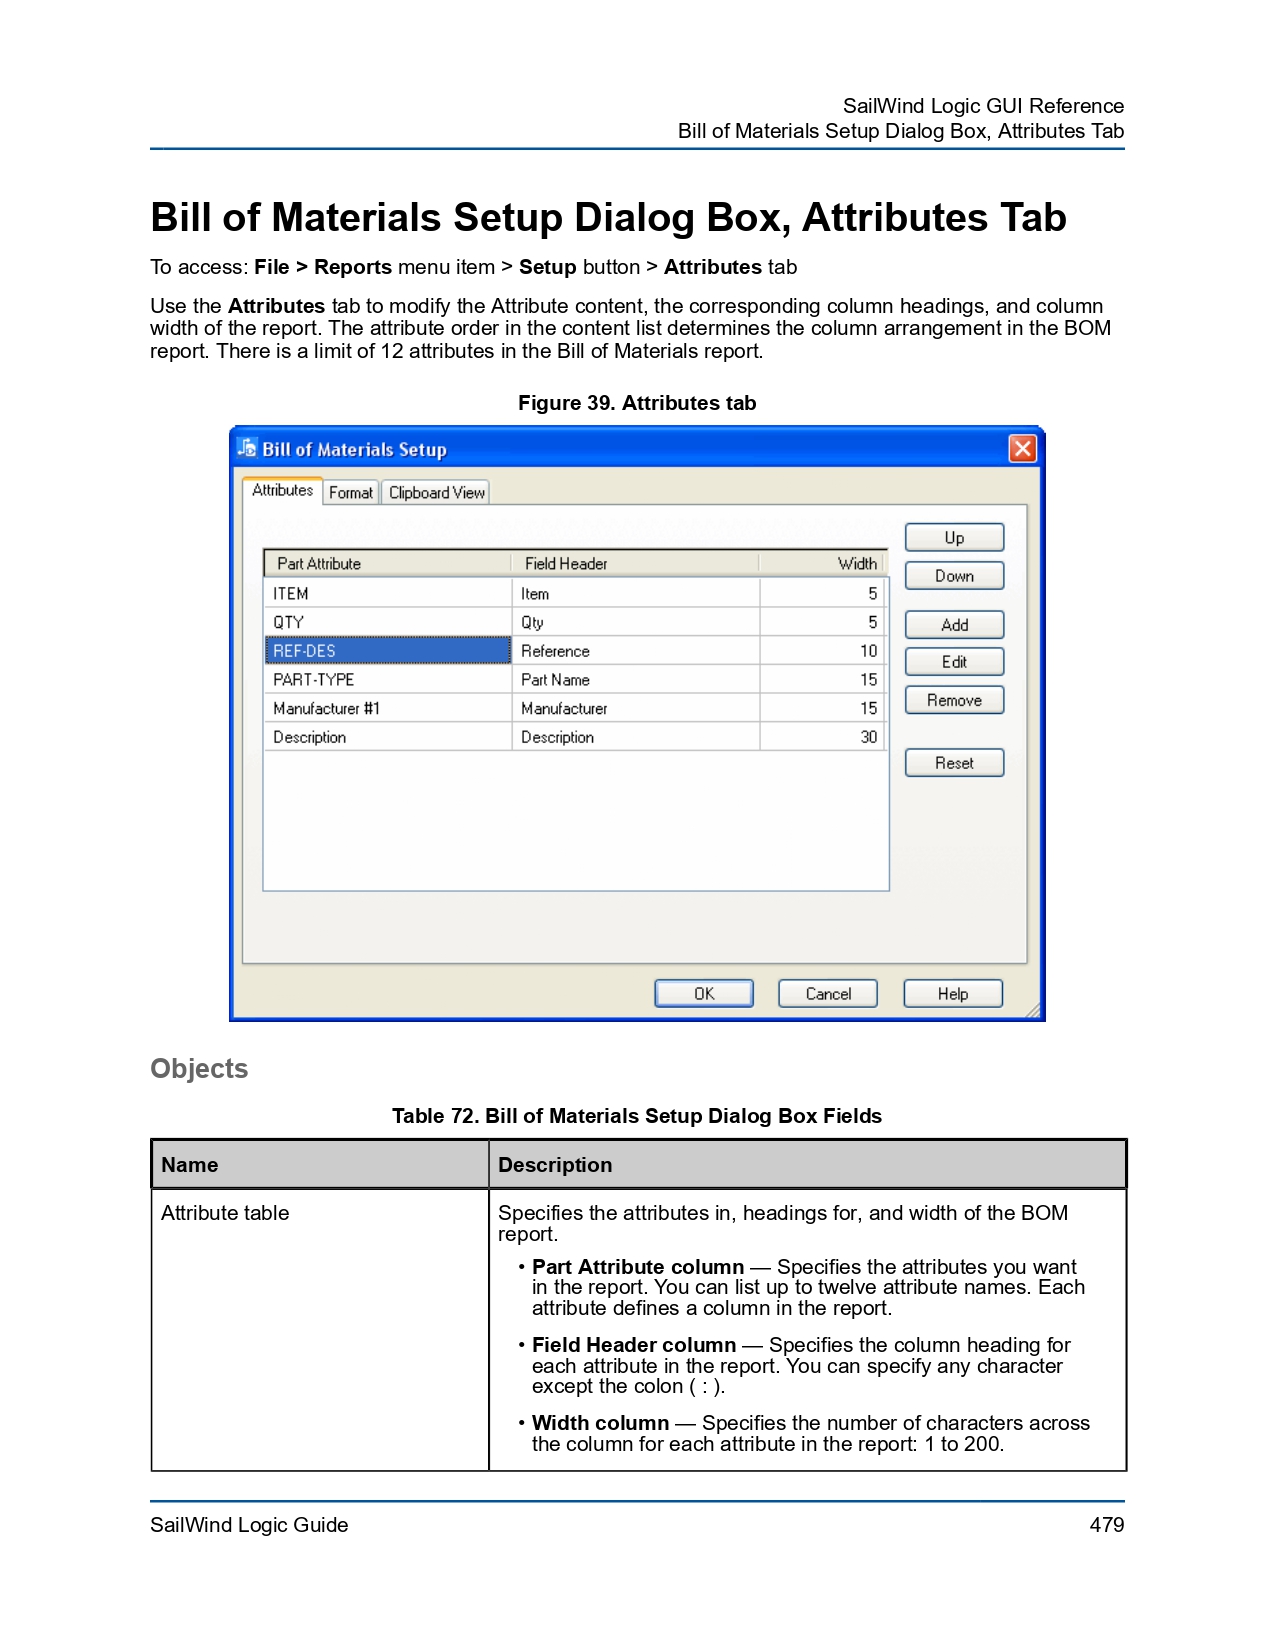 SailWind Logic GUI Reference
Bill of Materials Setup Dialog Box, Attributes Tab
Bill of Materials Setup Dialog Box, Attributes Tab
To access: File > Reports menu item > Setup button > Attributes tab
Use the Attributes tab to modify the Attribute content, the corresponding column headings, and column
width of the report. The attribute order in the content list determines the column arrangement in the BOM
report. There is a limit of 12 attributes in the Bill of Materials report.
Figure 39. Attributes tab
Bill of Materials Setup
Attributes Format Clipboard View
Part Attribute Field Header Width
ITEM Item 5
QTY Qty 5
REF-DES Reference 10
PART-TYPE Part Name 15
Manufacturer #1 Manufacturer 15
Description Description 30
Up
Down
Add
Edit
Remove
Reset
OK Cancel Help
Objects
Table 72. Bill of Materials Setup Dialog Box Fields
Name Description
Attribute table Specifies the attributes in, headings for, and width of the BOM
report.
• Part Attribute column — Specifies the attributes you want
in the report. You can list up to twelve attribute names. Each
attribute defines a column in the report.
• Field Header column — Specifies the column heading for
each attribute in the report. You can specify any character
except the colon ( : ).
• Width column — Specifies the number of characters across
the column for each attribute in the report: 1 to 200.
SailWind Logic Guide 479